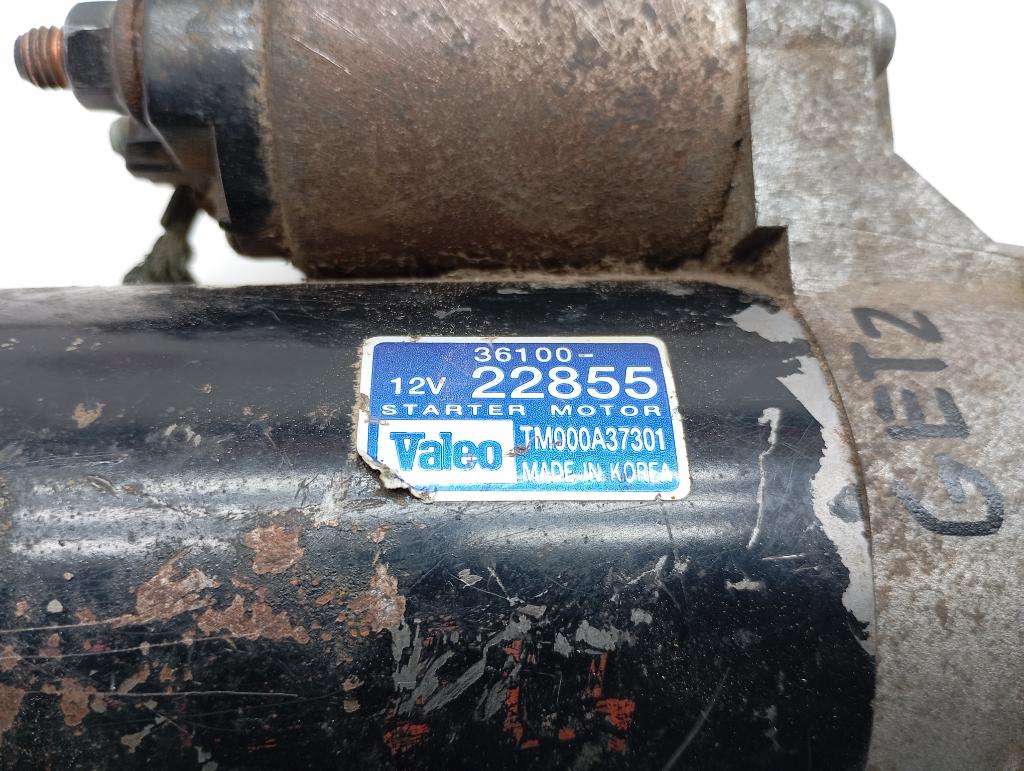 36100-
12V 22855
STARTER MOTOR
Valeo TM000A37301
MADE IN KOREA
GETZ